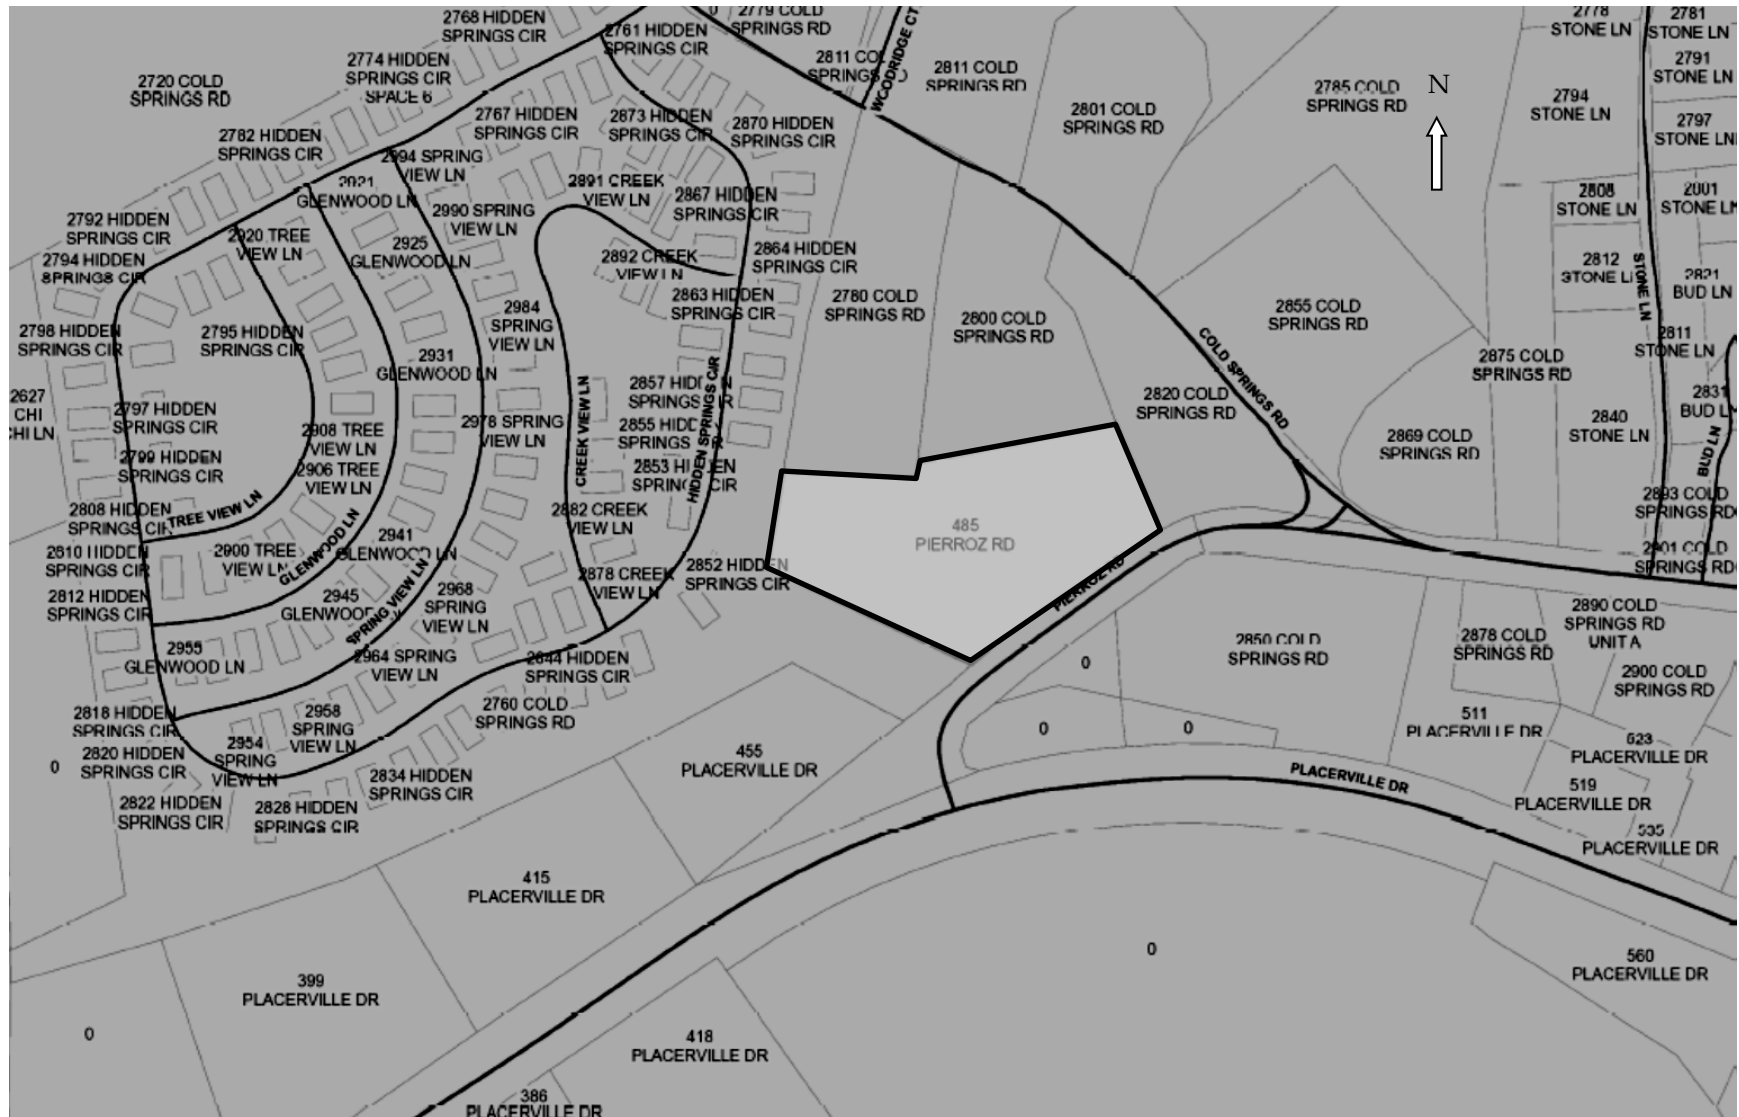 2768 HIDDEN
SPRINGS CIR
2761 HIDDEN
SPRINGS CIR
0
2779 COLD
SPRINGS RD
2778
STONE LN
2781
STONE LN
2774 HIDDEN
SPRINGS CIR
SPACE 6
2720 COLD
SPRINGS RD
2811 COLD
SPRINGS RD
WOODRIDGE CT
2811 COLD
SPRINGS RD
2801 COLD
SPRINGS RD
2785 COLD
SPRINGS RD
N
2794
STONE LN
2791
STONE LN
2797
STONE LN
2782 HIDDEN
SPRINGS CIR
2767 HIDDEN
SPRINGS CIR
2873 HIDDEN
SPRINGS CIR
2870 HIDDEN
SPRINGS CIR
2994 SPRING
VIEW LN
2921
GLENWOOD LN
2891 CREEK
VIEW LN
2867 HIDDEN
SPRINGS CIR
2808
STONE LN
STONE LN
2792 HIDDEN
SPRINGS CIR
2990 SPRING
VIEW LN
2920 TREE
VIEW LN
2925
GLENWOOD LN
2892 CREEK
VIEW LN
2864 HIDDEN
SPRINGS CIR
2794 HIDDEN
SPRINGS CIR
2812
STONE LN
STONE LN
2821
BUD LN
2863 HIDDEN
SPRINGS CIR
2780 COLD
SPRINGS RD
2800 COLD
SPRINGS RD
2855 COLD
SPRINGS RD
2984
SPRING
VIEW LN
2798 HIDDEN
SPRINGS CIR
2795 HIDDEN
SPRINGS CIR
2811
STONE LN
COLD SPRINGS RD
2875 COLD
SPRINGS RD
2931
GLENWOOD LN
2857 HIDDEN
SPRINGS CIR
HIDDEN SPRINGS CIR
CREEK VIEW LN
2820 COLD
SPRINGS RD
2831
BUD LN
2627
CHI
CHI LN
2797 HIDDEN
SPRINGS CIR
2908 TREE
VIEW LN
2978 SPRING
VIEW LN
2855 HIDDEN
SPRINGS CIR
2869 COLD
SPRINGS RD
2840
STONE LN
BUD LN
2799 HIDDEN
SPRINGS CIR
2906 TREE
VIEW LN
2853 HIDDEN
SPRINGS CIR
2893 COLD
SPRINGS RD
2808 HIDDEN
SPRINGS CIR
TREE VIEW LN
2882 CREEK
VIEW LN
485
PIERROZ RD
2810 HIDDEN
SPRINGS CIR
2900 TREE
VIEW LN
GLENWOOD LN
2941
GLENWOOD LN
2901 COLD
SPRINGS RD
2878 CREEK
VIEW LN
2852 HIDDEN
SPRINGS CIR
PIERROZ RD
2812 HIDDEN
SPRINGS CIR
2945
GLENWOOD
SPRING VIEW LN
2968
SPRING
VIEW LN
2890 COLD
SPRINGS RD
UNIT A
2850 COLD
SPRINGS RD
2878 COLD
SPRINGS RD
2955
GLENWOOD LN
2964 SPRING
VIEW LN
2844 HIDDEN
SPRINGS CIR
0
2900 COLD
SPRINGS RD
2818 HIDDEN
SPRINGS CIR
2958
SPRING
VIEW LN
2760 COLD
SPRINGS RD
0
0
511
PLACERVILLE DR
2820 HIDDEN
SPRINGS CIR
2954
SPRING
VIEW LN
455
PLACERVILLE DR
523
PLACERVILLE DR
0
2834 HIDDEN
SPRINGS CIR
PLACERVILLE DR
519
PLACERVILLE DR
2822 HIDDEN
SPRINGS CIR
2828 HIDDEN
SPRINGS CIR
535
PLACERVILLE DR
415
PLACERVILLE DR
0
560
PLACERVILLE DR
399
PLACERVILLE DR
0
418
PLACERVILLE DR
386
PLACERVILLE DR